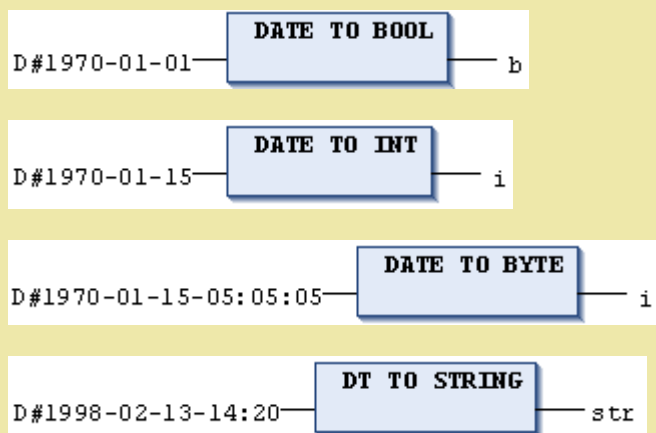 DATE TO BOOL
D#1970-01-01 b
DATE TO INT
D#1970-01-15 i
DATE TO BYTE
D#1970-01-15-05:05:05 i
DT TO STRING
D#1998-02-13-14:20 str